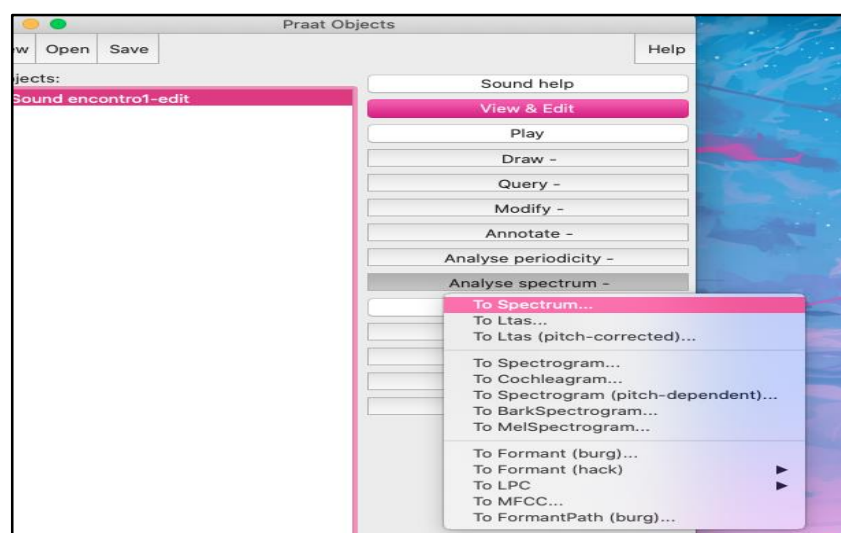 Praat Objects
w Open Save Help
jects:
Sound encontro1-edit
Sound help
View & Edit
Play
Draw -
Query -
Modify -
Annotate -
Analyse periodicity -
Analyse spectrum -
To Spectrum...
To Ltas...
To Ltas (pitch-corrected)...
To Spectrogram...
To Cochleagram...
To Spectrogram (pitch-dependent)...
To BarkSpectrogram...
To MelSpectrogram...
To Formant (burg)...
To Formant (hack)
To LPC
To MFCC...
To FormantPath (burg)...